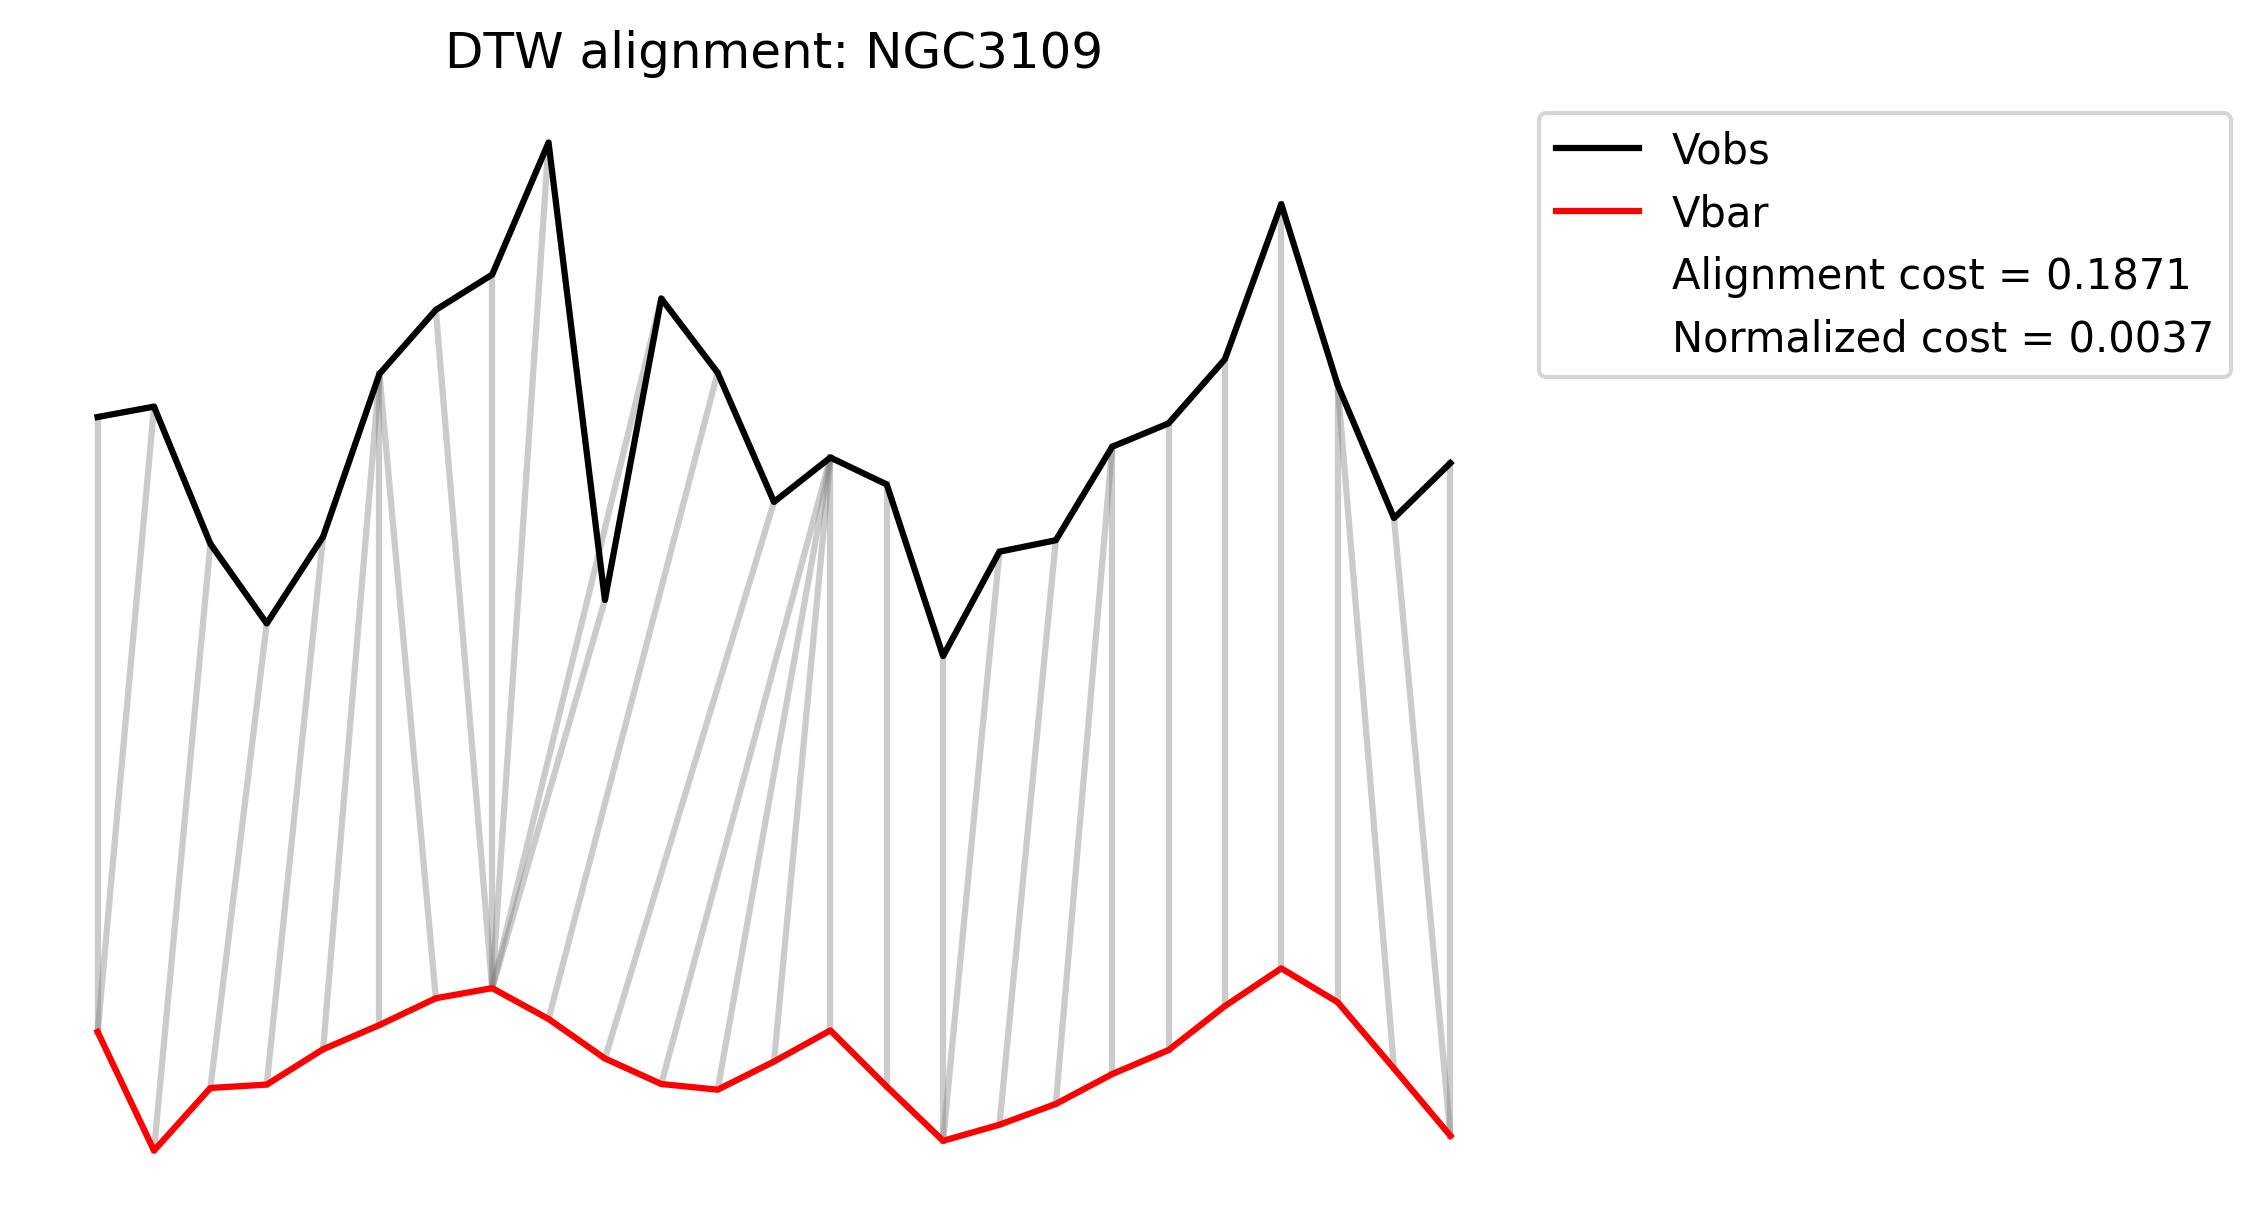 DTW alignment: NGC3109
Vobs
Vbar
Alignment cost = 0.1871
Normalized cost = 0.0037